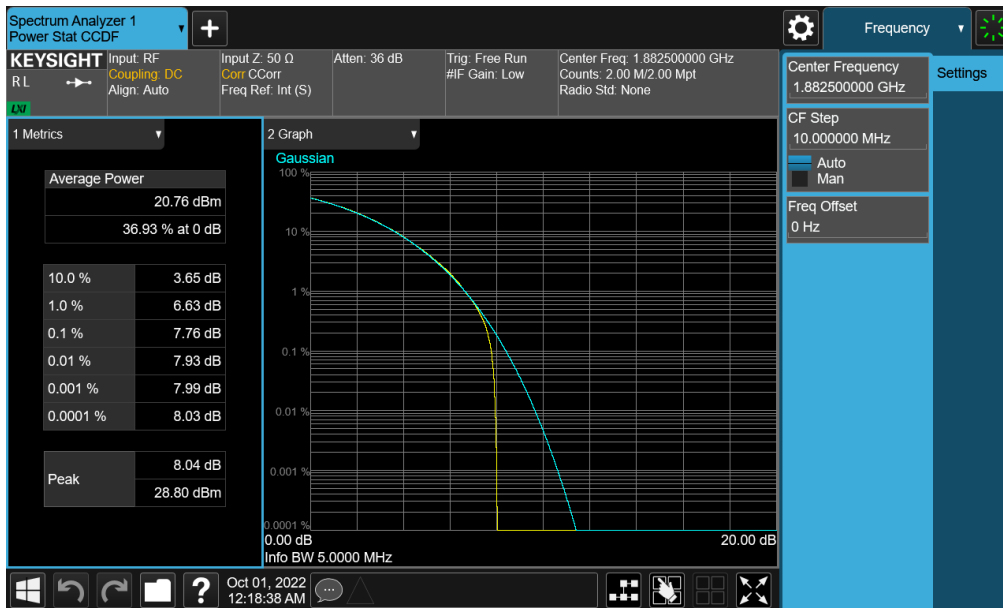 Spectrum Analyzer 1
Power Stat CCDF
Frequency
KEYSIGHT
R L
LXI
Input: RF
Coupling: DC
Align: Auto
Input Z: 50 Ω
Corr CCorr
Freq Ref: Int (S)
Atten: 36 dB
Trig: Free Run
#IF Gain: Low
Center Freq: 1.882500000 GHz
Counts: 2.00 M/2.00 Mpt
Radio Std: None
Center Frequency
1.882500000 GHz
Settings
CF Step
10.000000 MHz
Auto
Man
Freq Offset
0 Hz
1 Metrics
Average Power
20.76 dBm
36.93 % at 0 dB
10.0 % 3.65 dB
1.0 % 6.63 dB
0.1 % 7.76 dB
0.01 % 7.93 dB
0.001 % 7.99 dB
0.0001 % 8.03 dB
Peak
8.04 dB
28.80 dBm
2 Graph
Gaussian
100 %
10 %
1 %
0.1 %
0.01 %
0.001 %
0.0001 %
0.00 dB
20.00 dB
Info BW 5.0000 MHz
?
Oct 01, 2022
12:18:38 AM